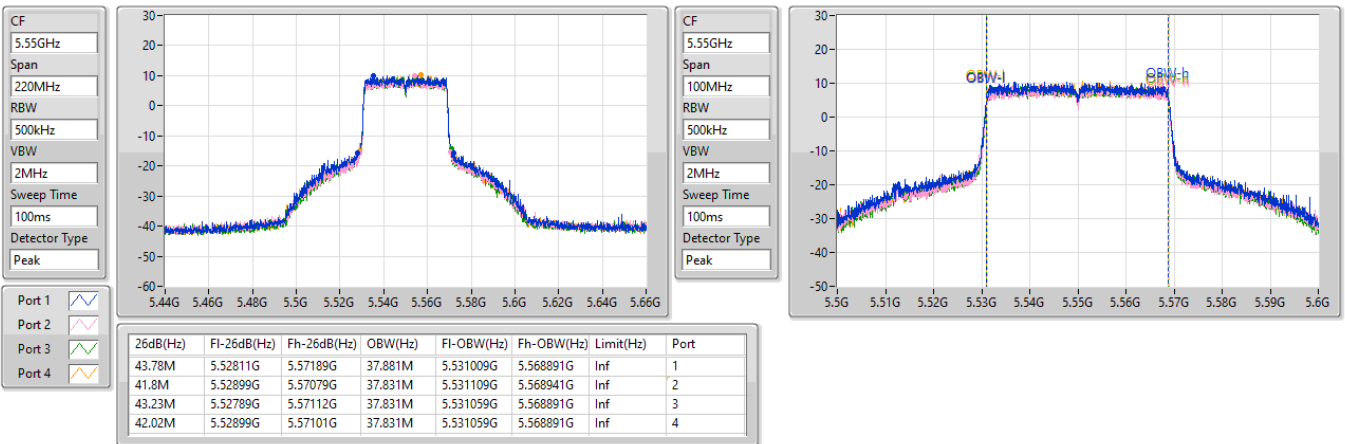 CF
5.55GHz
Span
220MHz
RBW
500kHz
VBW
2MHz
Sweep Time
100ms
Detector Type
Peak
30
20
10
0
-10
-20
-30
-40
-50
-60
5.44G 5.46G 5.48G 5.5G 5.52G 5.54G 5.56G 5.58G 5.6G 5.62G 5.64G 5.66G
CF
5.55GHz
Span
100MHz
RBW
500kHz
VBW
2MHz
Sweep Time
100ms
Detector Type
Peak
30
20
10
0
-10
-20
-30
-40
-50
OBW-l OBW-h
5.5G 5.51G 5.52G 5.53G 5.54G 5.55G 5.56G 5.57G 5.58G 5.59G 5.6G
Port 1
Port 2
Port 3
Port 4
26dB(Hz) Fl-26dB(Hz) Fh-26dB(Hz) OBW(Hz) Fl-OBW(Hz) Fh-OBW(Hz) Limit(Hz) Port
43.78M 5.52811G 5.57189G 37.881M 5.531009G 5.568891G Inf 1
41.8M 5.52899G 5.57079G 37.831M 5.531109G 5.568941G Inf 2
43.23M 5.52789G 5.57112G 37.831M 5.531059G 5.568891G Inf 3
42.02M 5.52899G 5.57101G 37.831M 5.531059G 5.568891G Inf 4